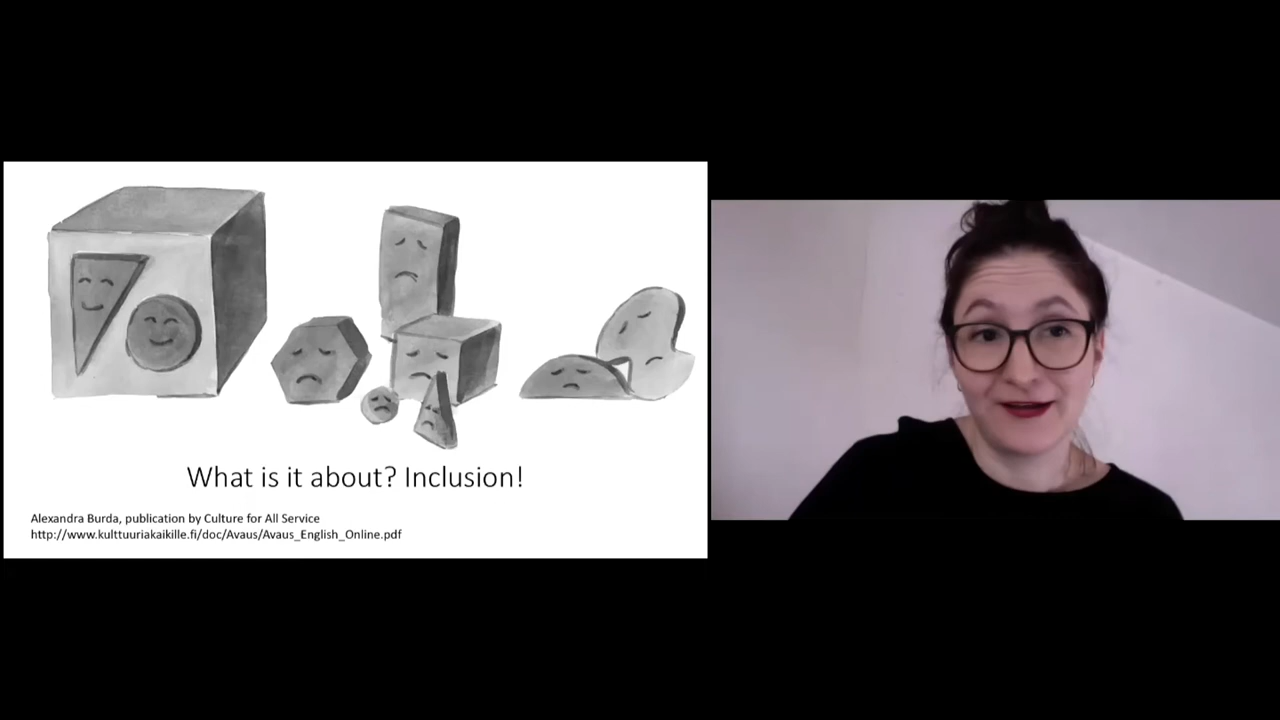 What is it about? Inclusion!
Alexandra Burda, publication by Culture for All Service
http://www.kulttuuriakaikille.fi/doc/Avaus/Avaus_English_Online.pdf